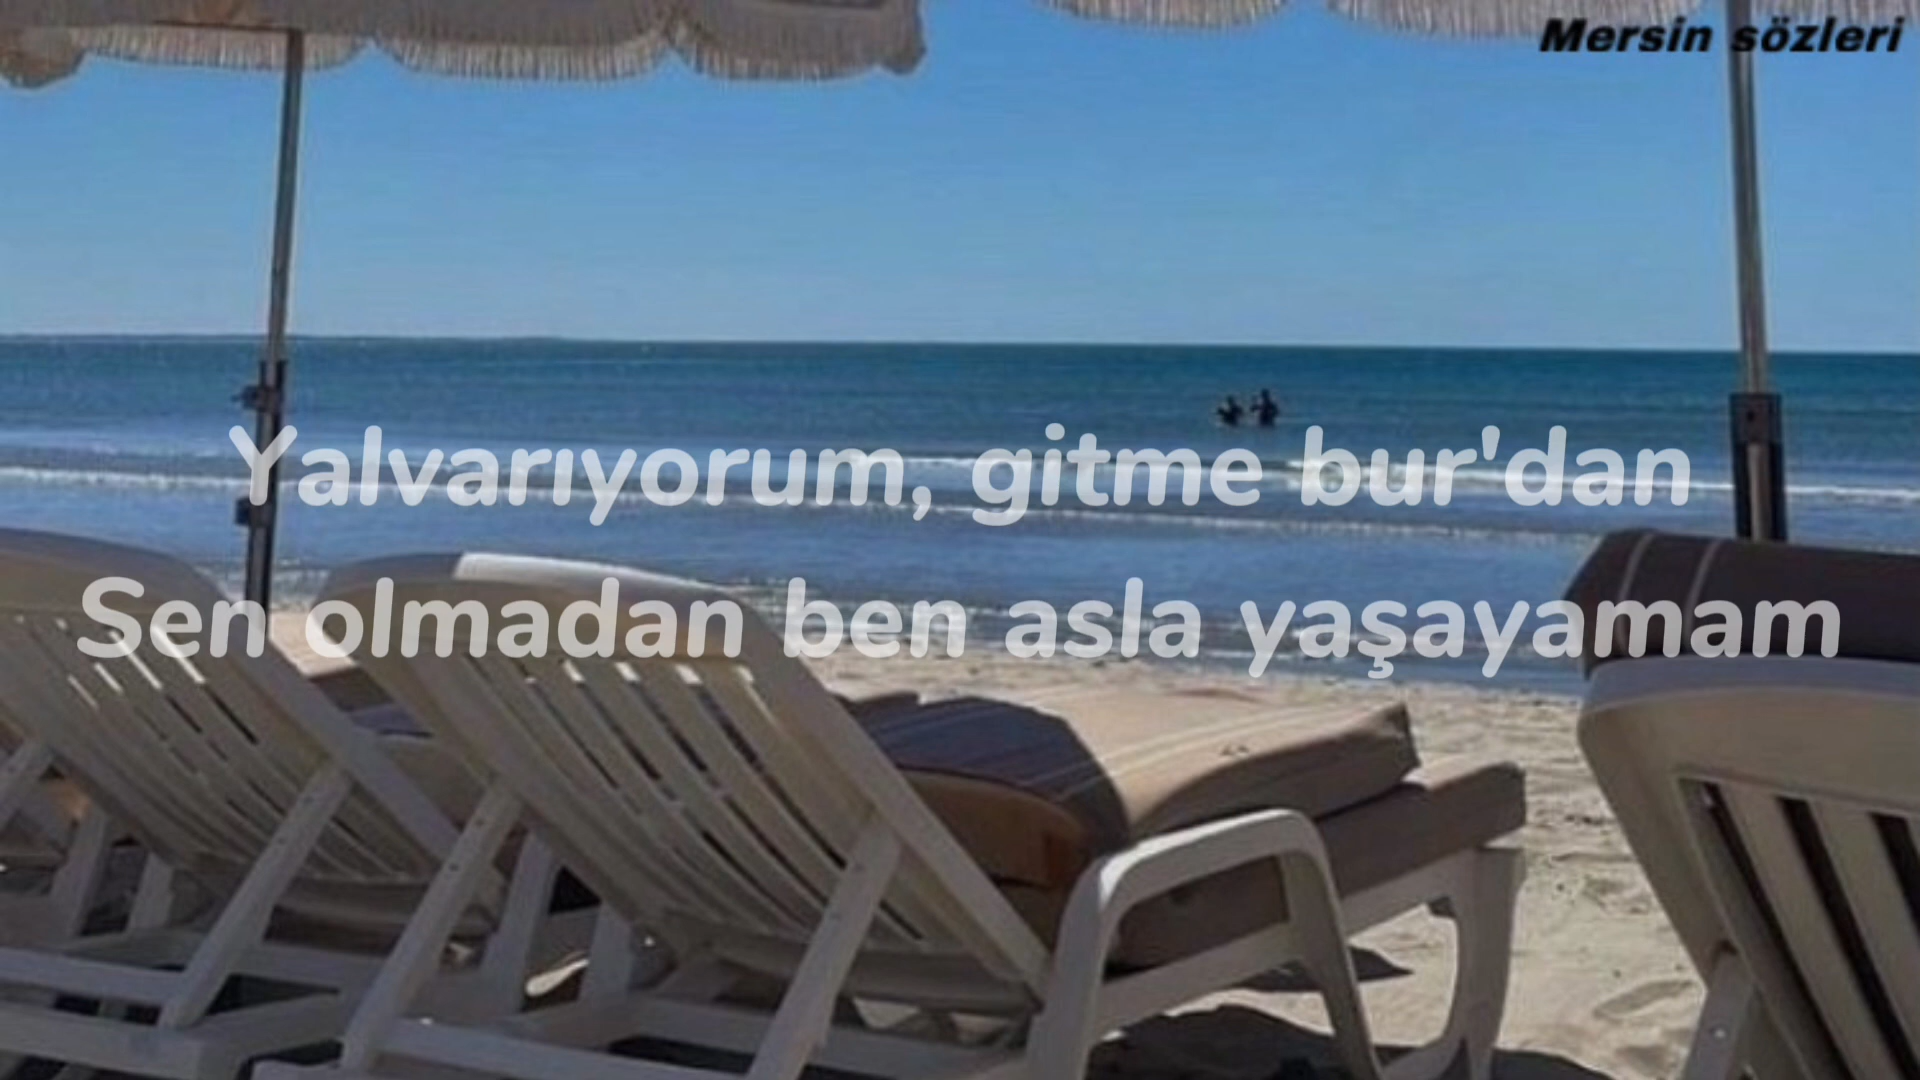 Mersin sözleri
Yalvarıyorum, gitme bur'dan
Sen olmadan ben asla yaşayamam